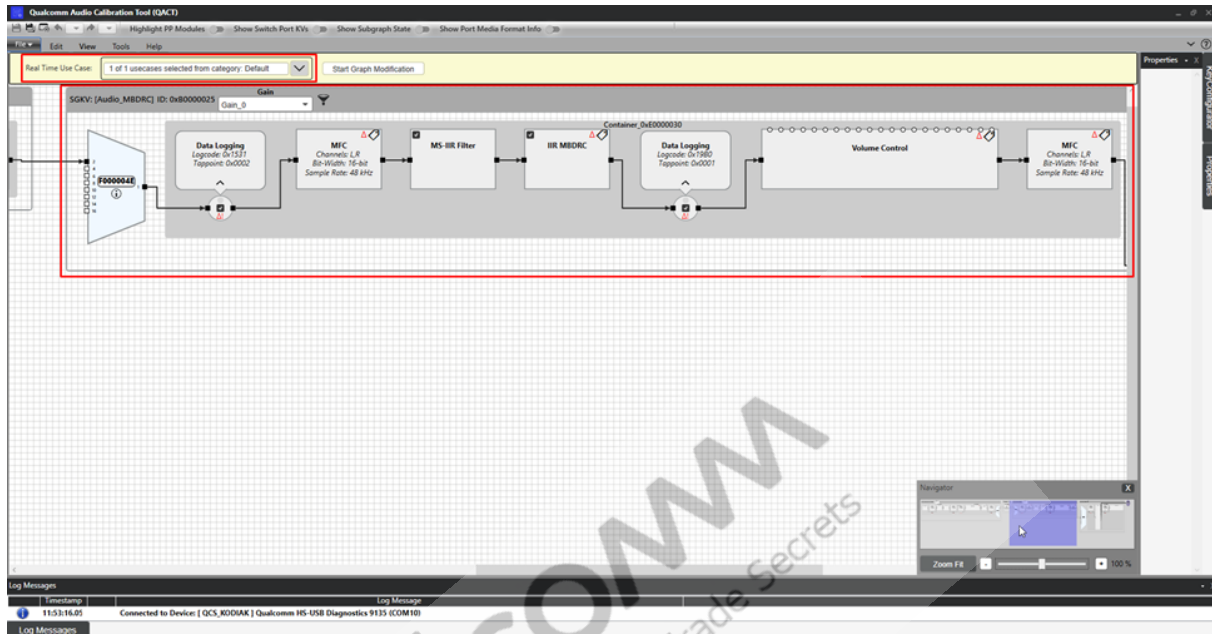 Qualcomm Audio Calibration Tool (QACT)
Highlight PP Modules Show Switch Port KVs Show Subgraph State Show Port Media Format Info
File Edit View Tools Help
Real Time Use Case: 1 of 1 usecases selected from category: Default Start Graph Modification
Properties
KeyConfigurator
Properties
SGKV: [Audio_MBDRC] ID: 0xB0000025
Gain
Gain_0
Container_0xE0000030
F000004E
Data Logging
Logcode: 0x1531
Tappoint: 0x0002
MFC
Channels: L,R
Bit-Width: 16-bit
Sample Rate: 48 kHz
MS-IIR Filter
IIR MBDRC
Data Logging
Logcode: 0x1980
Tappoint: 0x0001
Volume Control
MFC
Channels: L,R
Bit-Width: 16-bit
Sample Rate: 48 kHz
Navigator
Zoom Fit 100 %
Log Messages
Timestamp Log Message
11:53:16.05 Connected to Device: [ QCS_KODIAK ] Qualcomm HS-USB Diagnostics 9135 (COM10)
Log Messages
COMM
rade Secrets